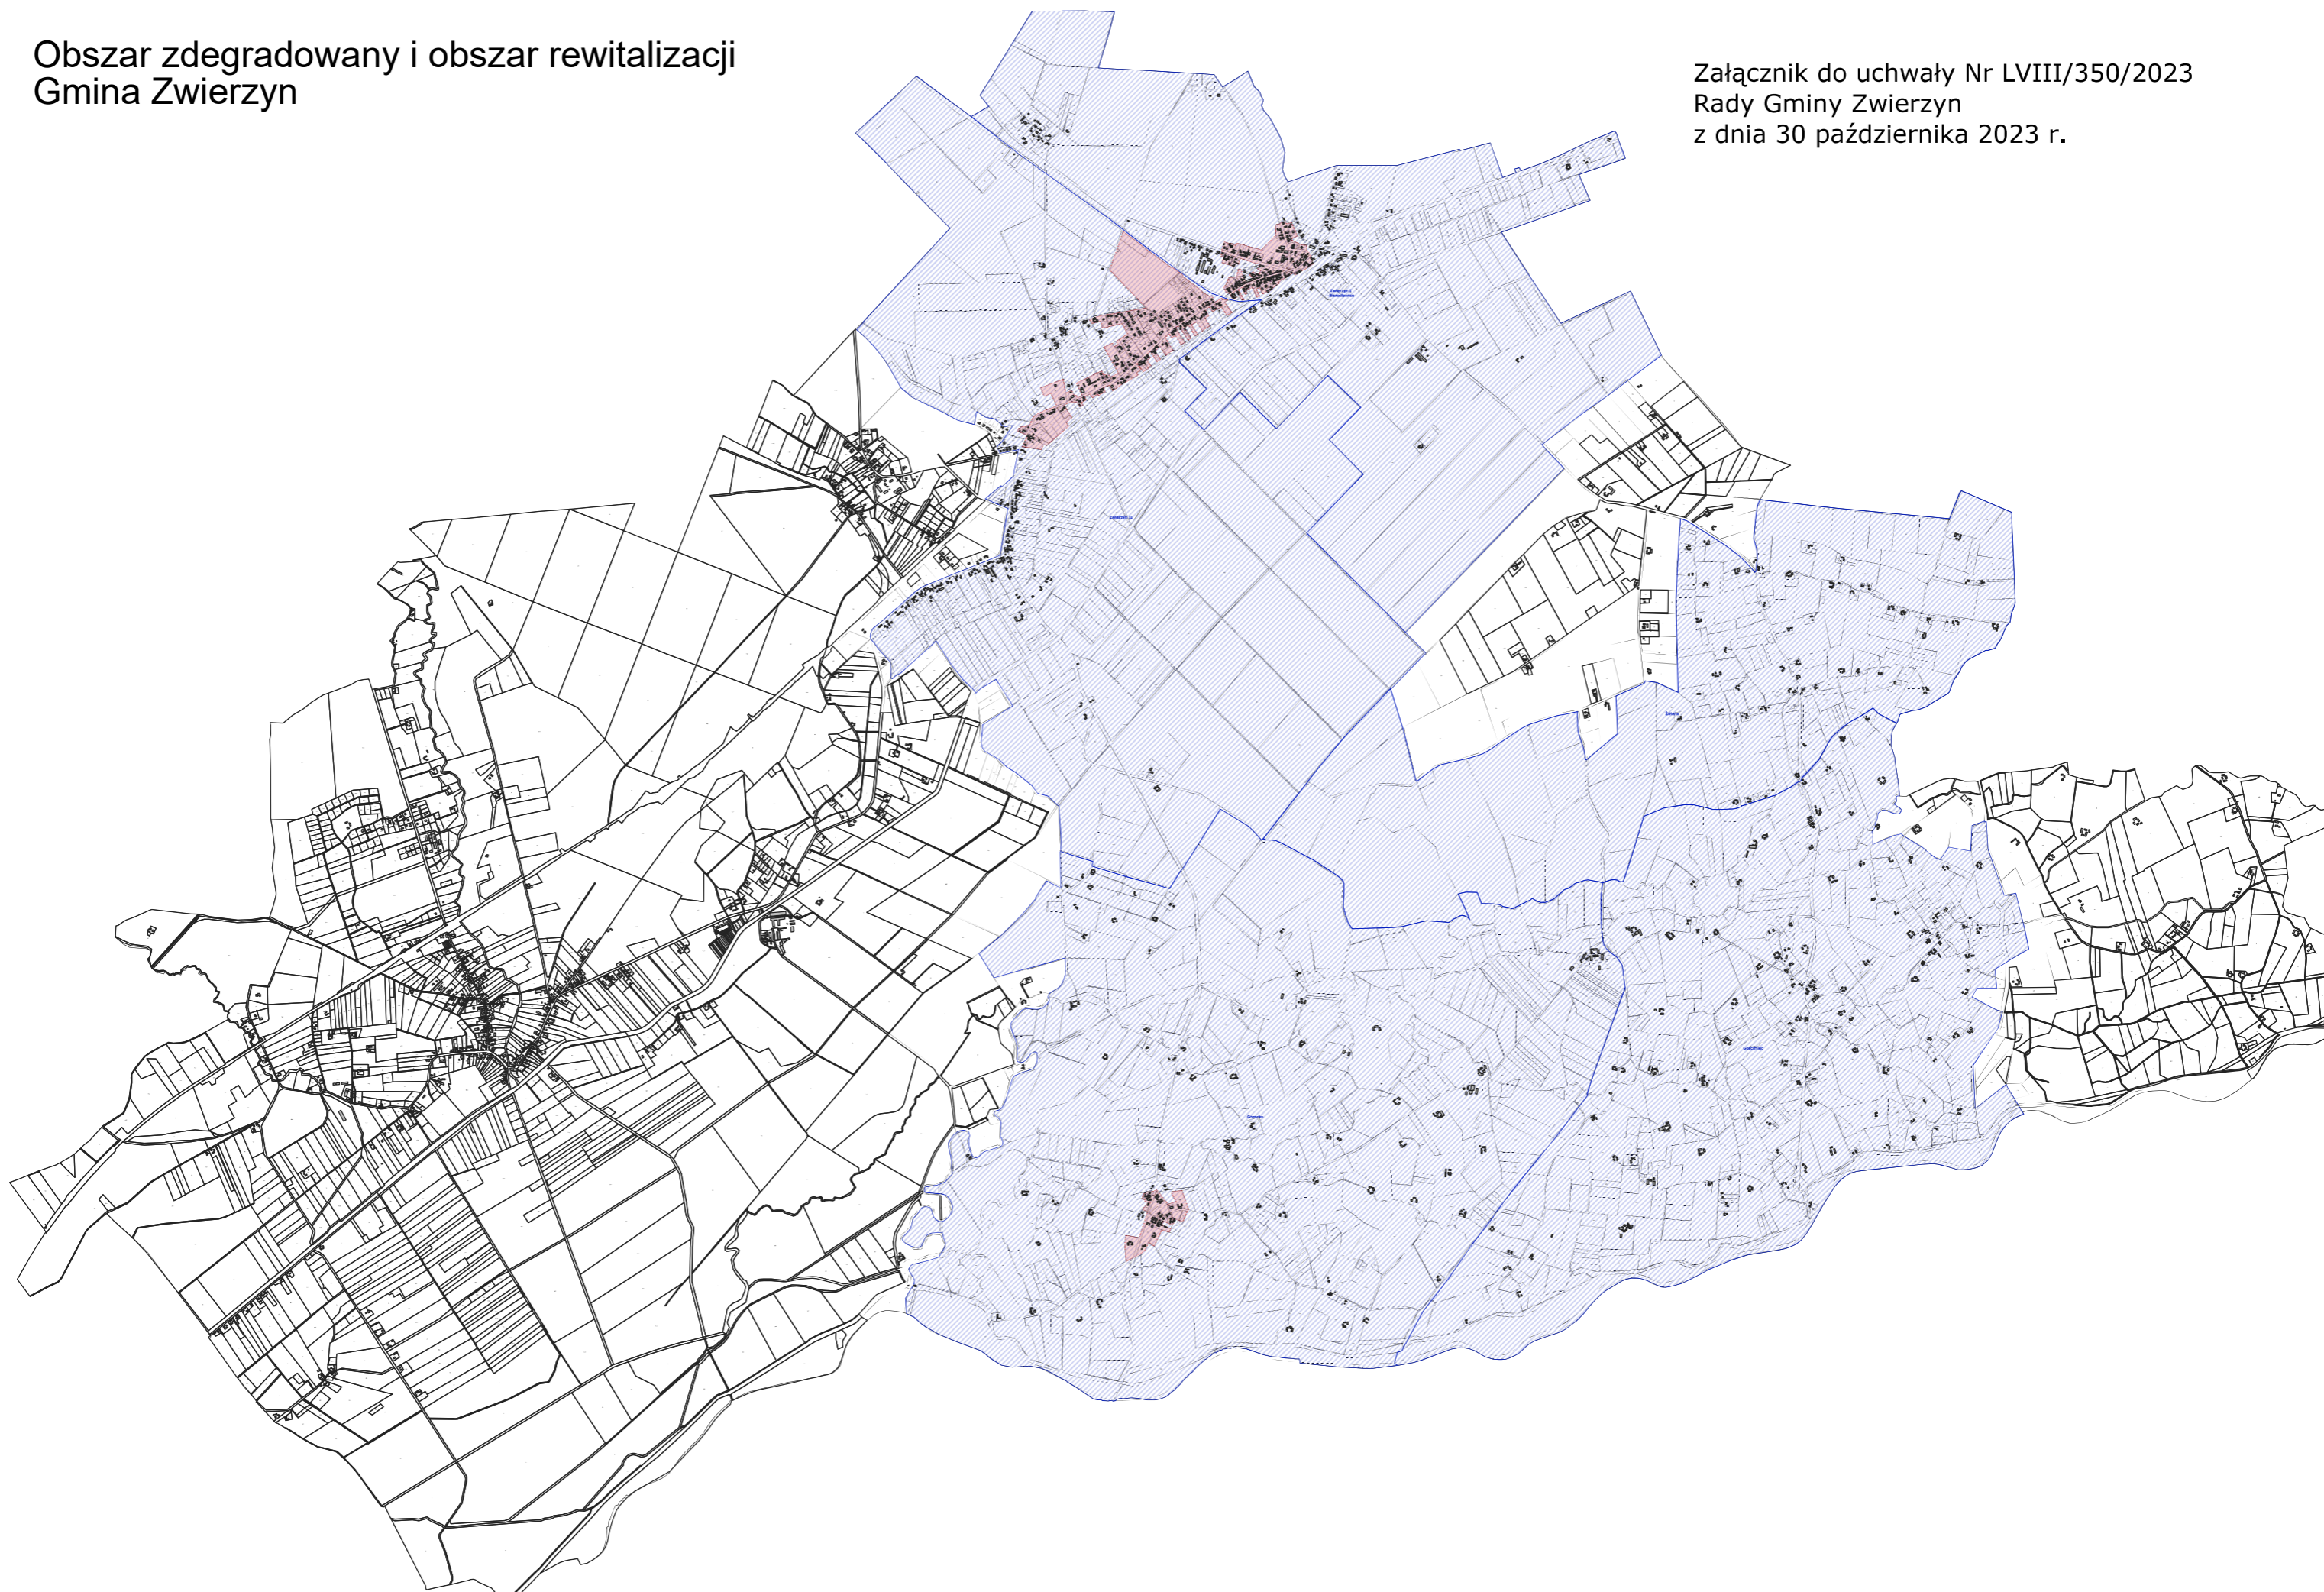 Obszar zdegradowany i obszar rewitalizacji
Gmina Zwierzyn
Załącznik do uchwały Nr LVIII/350/2023
Rady Gminy Zwierzyn
z dnia 30 października 2023 r.